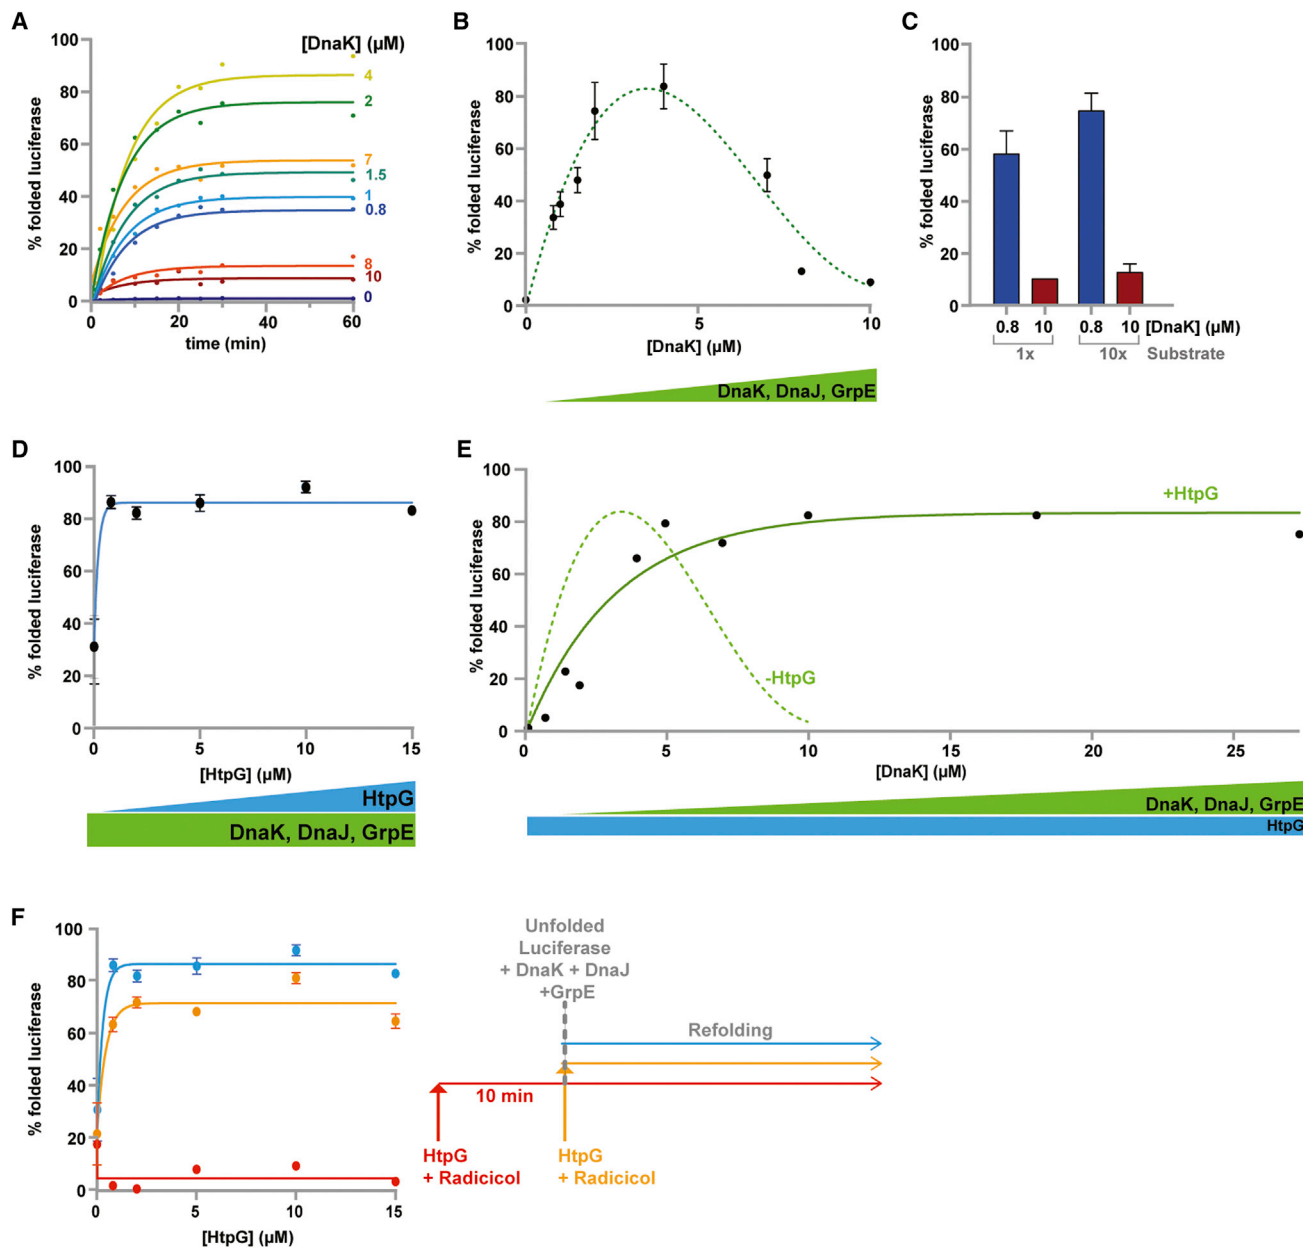 A
[DnaK] (µM)
% folded luciferase
100
80
60
40
20
0
4
2
7
1.5
1
0.8
8
10
0
0
20
40
60
time (min)
B
% folded luciferase
100
80
60
40
20
0
0
5
10
[DnaK] (µM)
DnaK, DnaJ, GrpE
C
% folded luciferase
100
80
60
40
20
0
0.8
10
0.8
10
[DnaK] (µM)
1x
10x
Substrate
D
% folded luciferase
100
80
60
40
20
0
0
5
10
15
[HtpG] (µM)
HtpG
DnaK, DnaJ, GrpE
E
% folded luciferase
100
80
60
40
20
0
+HtpG
-HtpG
0
5
10
15
20
25
[DnaK] (µM)
DnaK, DnaJ, GrpE
HtpG
F
% folded luciferase
100
80
60
40
20
0
0
5
10
15
[HtpG] (µM)
Unfolded
Luciferase
+ DnaK + DnaJ
+GrpE
Refolding
10 min
HtpG
+ Radicicol
HtpG
+ Radicicol